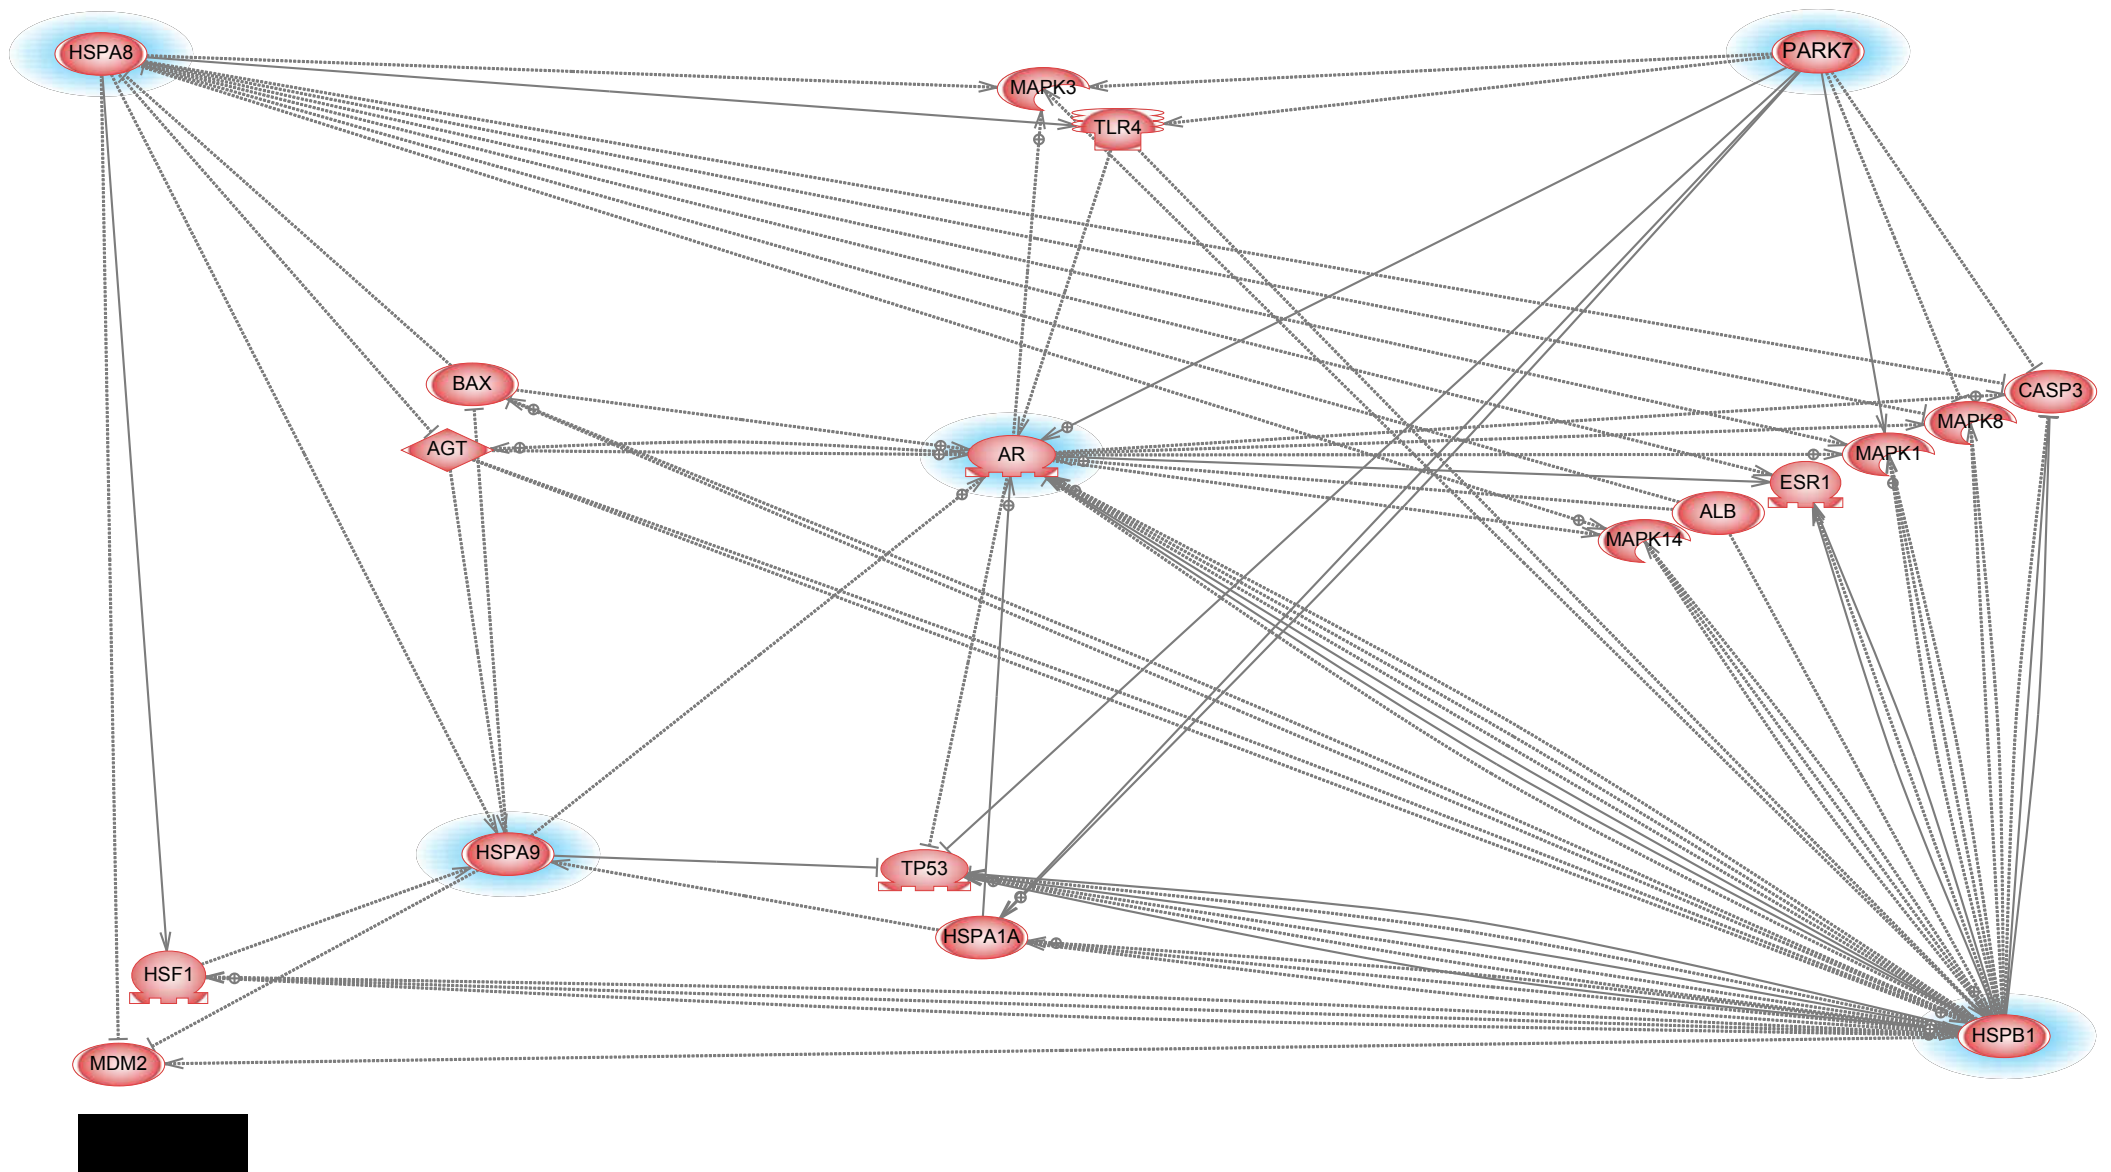 HSPA8
PARK7
MAPK3
TLR4
BAX
CASP3
MAPK8
AGT
AR
MAPK1
ESR1
ALB
MAPK14
HSPA9
TP53
HSPA1A
HSF1
HSPB1
MDM2